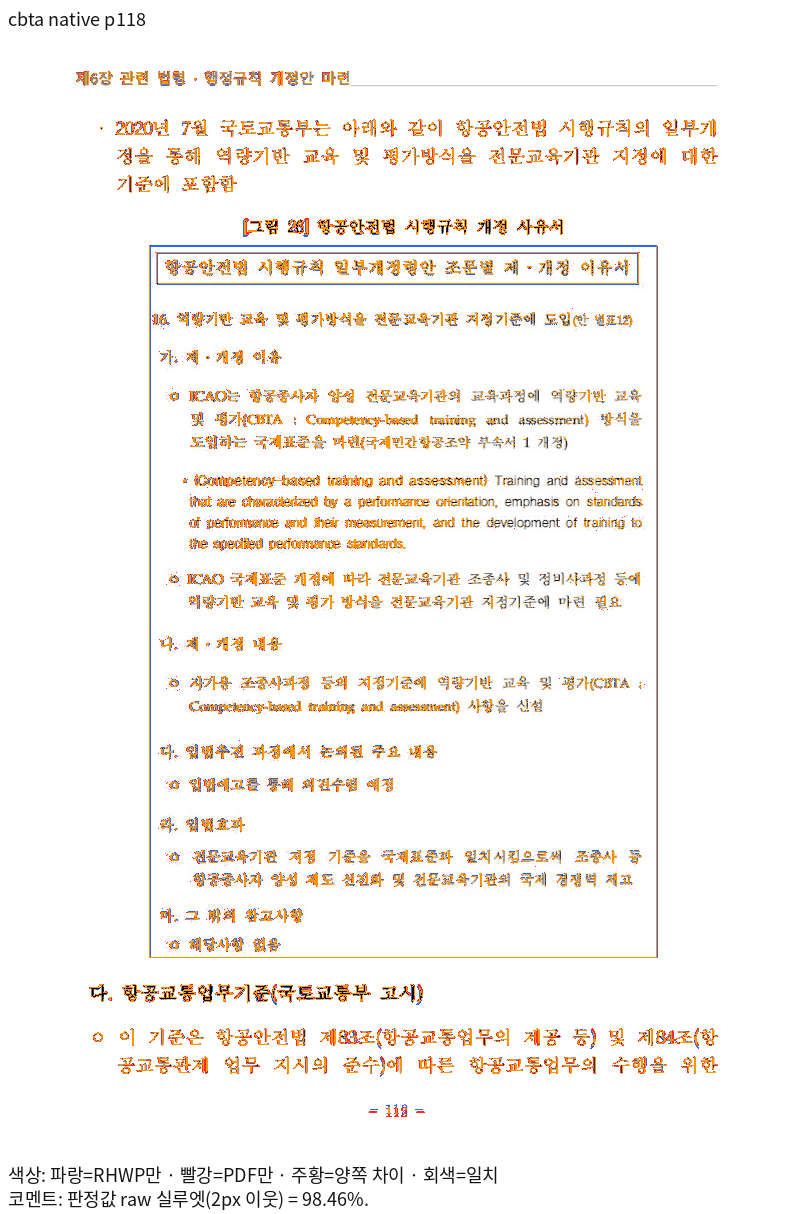 cbta native p118
제6장 관련 법령 · 행정규칙 개정안 마련
· 2020년 7월 국토교통부는 아래와 같이 항공안전법 시행규칙의 일부개
정을 통해 역량기반 교육 및 평가방식을 전문교육기관 지정에 대한
기준에 포함함
[그림 26] 항공안전법 시행규칙 개정 사유서
항공안전법 시행규칙 일부개정령안 조문별 제·개정 이유서
16. 역량기반 교육 및 평가방식을 전문교육기관 지정기준에 도입(안 별표12)
가. 제·개정 이유
ㅇ ICAO는 항공종사자 양성 전문교육기관의 교육과정에 역량기반 교육
및 평가(CBTA : Competency-based training and assessment) 방식을
도입하는 국제표준을 마련(국제민간항공조약 부속서 1 개정)
* (Competency-based training and assessment) Training and assessment
that are characterized by a performance orientation, emphasis on standards
of performance and their measurement, and the development of training to
the specified performance standards.
ㅇ ICAO 국제표준 개정에 따라 전문교육기관 조종사 및 정비사과정 등에
역량기반 교육 및 평가 방식을 전문교육기관 지정기준에 마련 필요
나. 제·개정 내용
ㅇ 자가용 조종사과정 등의 지정기준에 역량기반 교육 및 평가(CBTA :
Competency-based training and assessment) 사항을 신설
다. 입법추진 과정에서 논의된 주요 내용
ㅇ 입법예고를 통해 의견수렴 예정
라. 입법효과
ㅇ 전문교육기관 지정 기준을 국제표준과 일치시킴으로써 조종사 등
항공종사자 양성 제도 선진화 및 전문교육기관의 국제 경쟁력 제고
마. 그 밖의 참고사항
ㅇ 해당사항 없음
다. 항공교통업무기준(국토교통부 고시)
ㅇ 이 기준은 항공안전법 제83조(항공교통업무의 제공 등) 및 제84조(항
공교통관제 업무 지시의 준수)에 따른 항공교통업무의 수행을 위한
색상: 파랑=RHWP만 · 빨강=PDF만 · 주황=양쪽 차이 · 회색=일치
코멘트: 판정값 raw 실루엣(2px 이웃) = 98.46%.